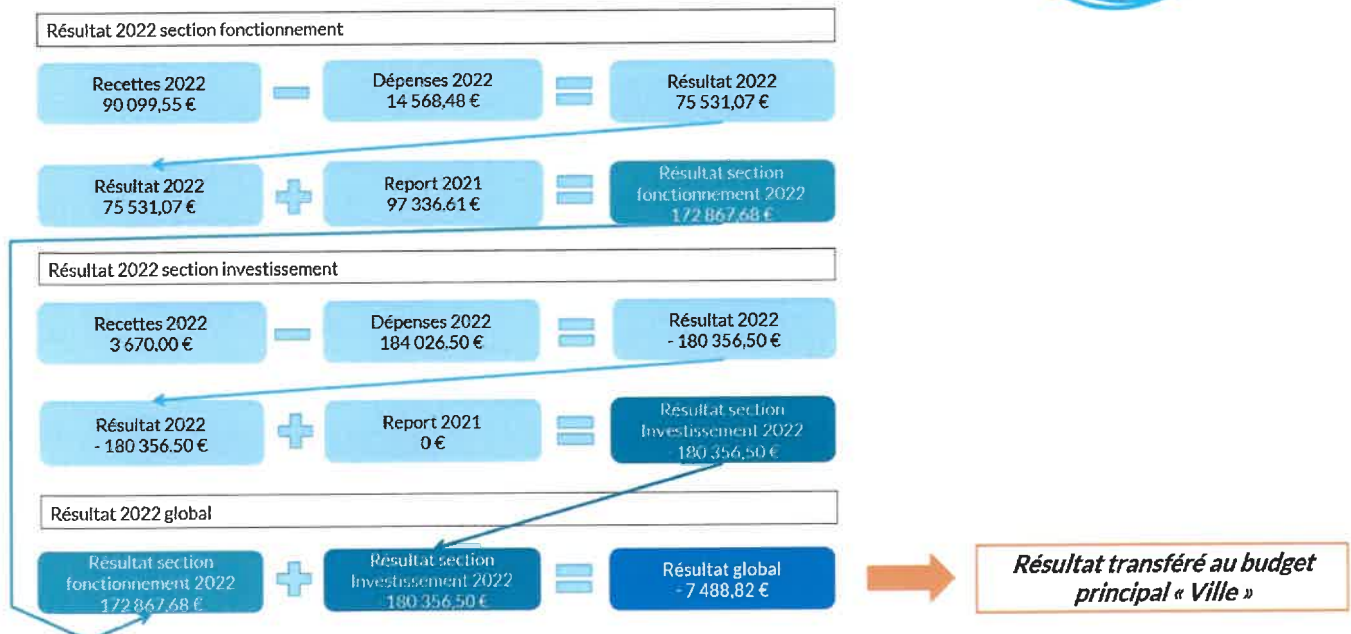 Résultat 2022 section fonctionnement
Recettes 2022
90 099,55 €
Dépenses 2022
14 568,48 €
Résultat 2022
75 531,07 €
Résultat 2022
75 531,07 €
Report 2021
97 336.61 €
Résultat section
fonctionnement 2022
172 867,68 €
Résultat 2022 section investissement
Recettes 2022
3 670,00 €
Dépenses 2022
184 026,50 €
Résultat 2022
- 180 356,50 €
Résultat 2022
- 180 356.50 €
Report 2021
0 €
Résultat section
Investissement 2022
- 180 356,50 €
Résultat 2022 global
Résultat section
fonctionnement 2022
172 867,68 €
Résultat section
Investissement 2022
- 180 356,50 €
Résultat global
- 7 488,82 €
Résultat transféré au budget
principal « Ville »